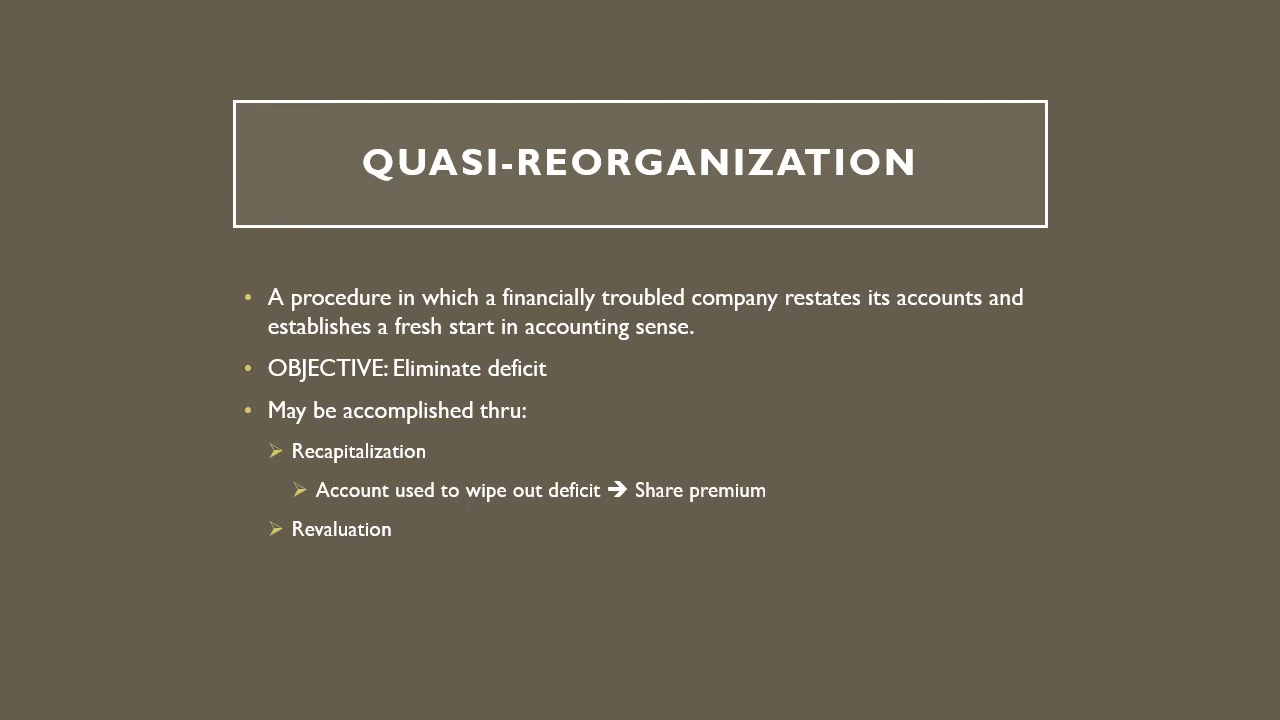 QUASI-REORGANIZATION
• A procedure in which a financially troubled company restates its accounts and
establishes a fresh start in accounting sense.
• OBJECTIVE: Eliminate deficit
• May be accomplished thru:
➢ Recapitalization
➢ Account used to wipe out deficit ➔ Share premium
➢ Revaluation